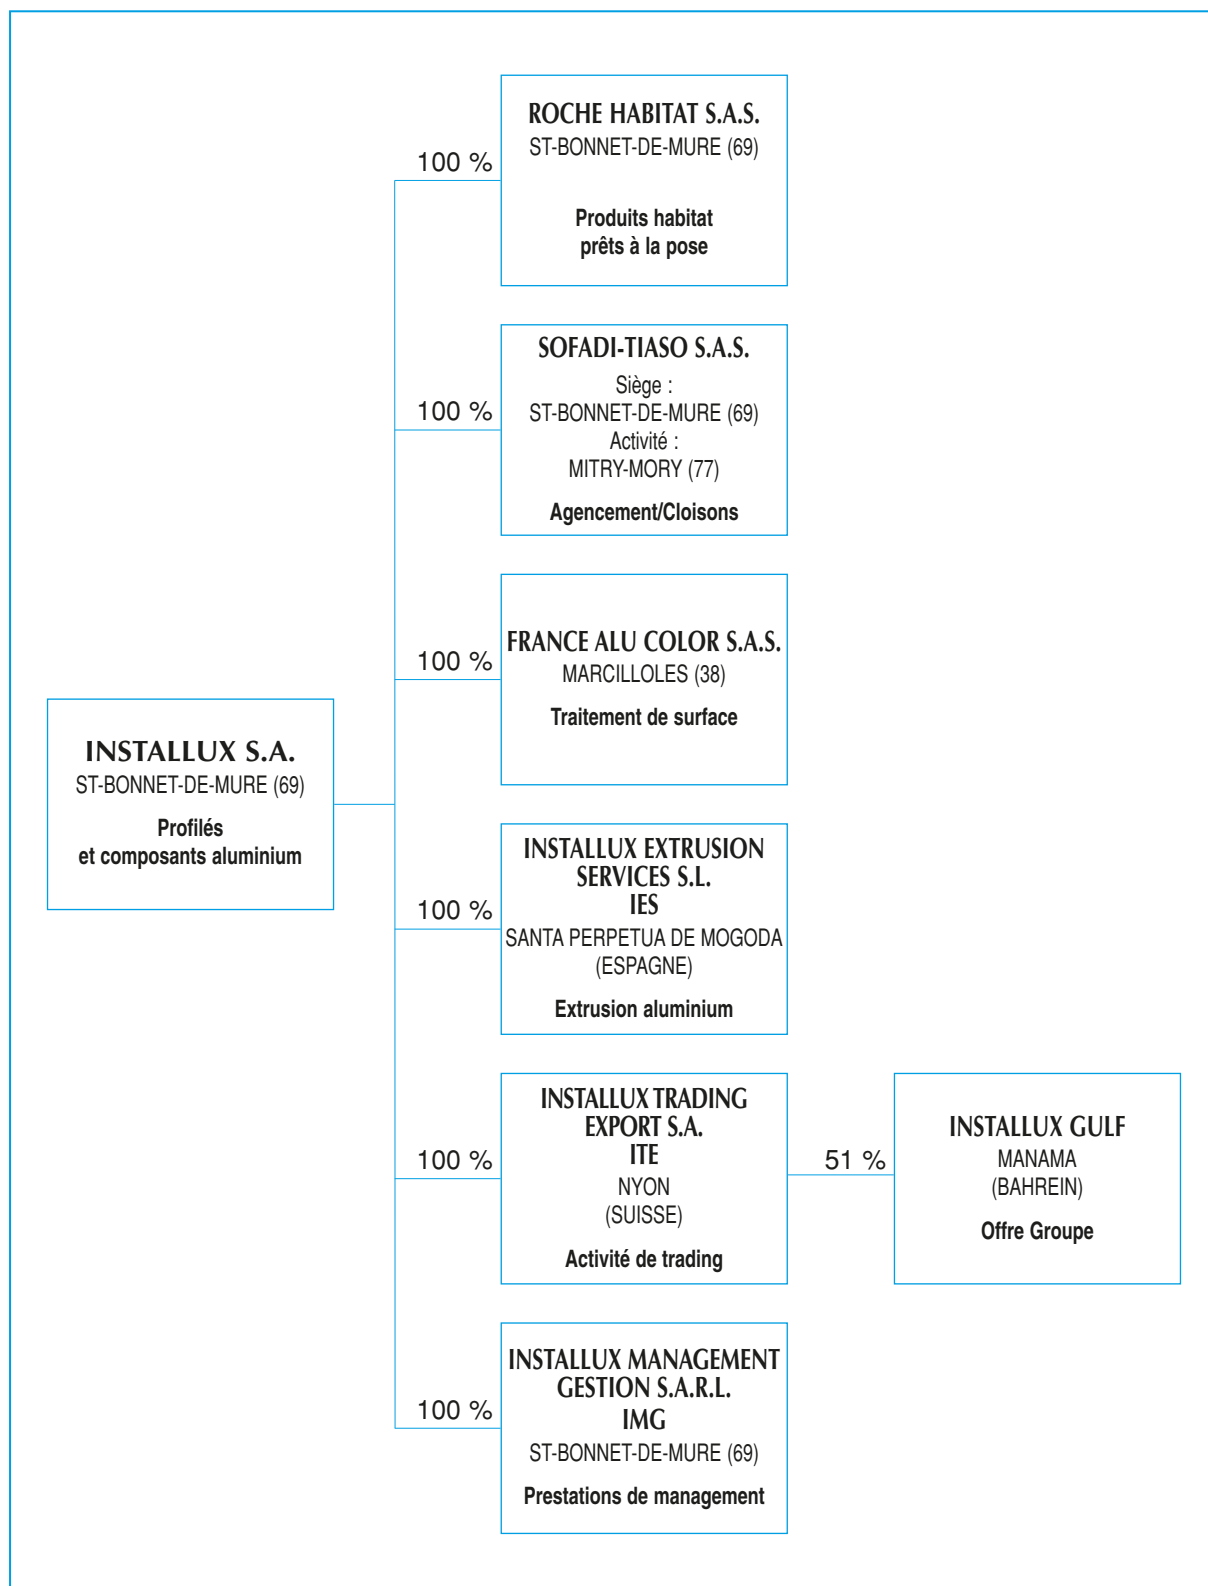 ROCHE HABITAT S.A.S.
ST-BONNET-DE-MURE (69)
Produits habitat
prêts à la pose
100 %
SOFADI-TIASO S.A.S.
Siège :
ST-BONNET-DE-MURE (69)
Activité :
MITRY-MORY (77)
Agencement/Cloisons
100 %
FRANCE ALU COLOR S.A.S.
MARCILLOLES (38)
Traitement de surface
100 %
INSTALLUX S.A.
ST-BONNET-DE-MURE (69)
Profilés
et composants aluminium
INSTALLUX EXTRUSION
SERVICES S.L.
IES
SANTA PERPETUA DE MOGODA
(ESPAGNE)
Extrusion aluminium
100 %
INSTALLUX TRADING
EXPORT S.A.
ITE
NYON
(SUISSE)
Activité de trading
100 %
51 %
INSTALLUX GULF
MANAMA
(BAHREIN)
Offre Groupe
INSTALLUX MANAGEMENT
GESTION S.A.R.L.
IMG
ST-BONNET-DE-MURE (69)
Prestations de management
100 %